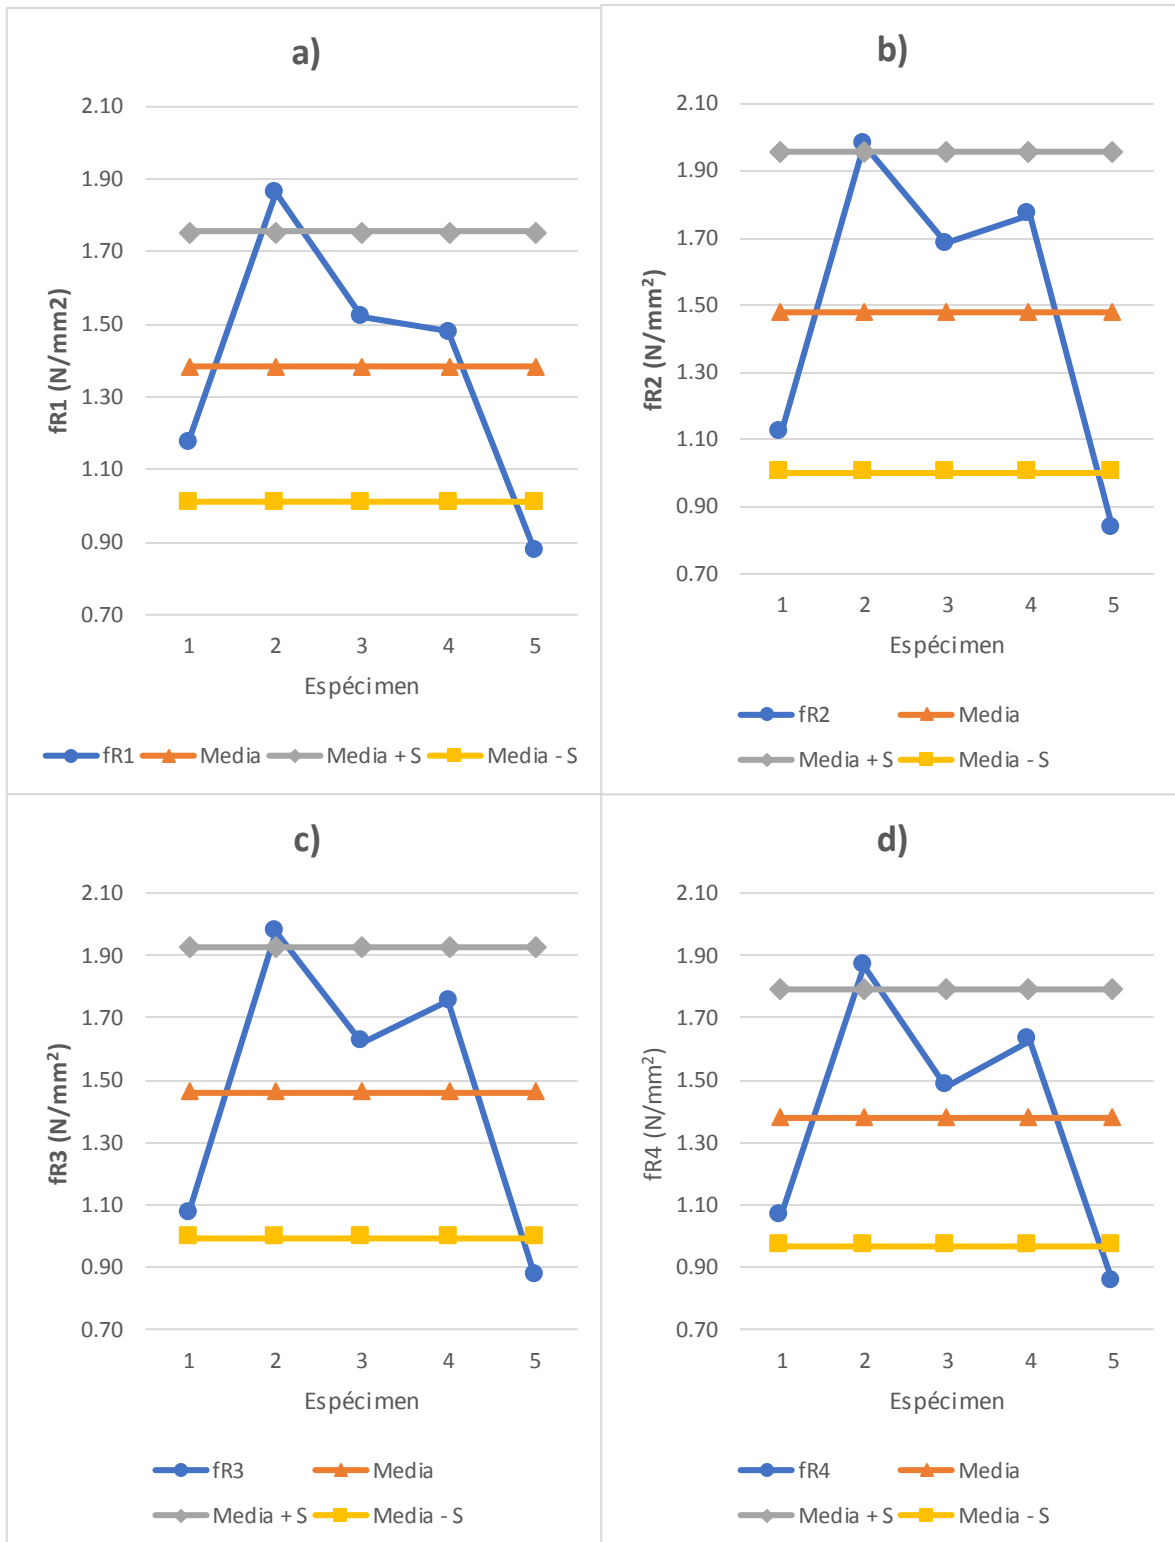 a)
2.10
1.90
1.70
1.50
1.30
1.10
0.90
0.70
fR1 (N/mm2)
1 2 3 4 5
Espécimen
fR1 Media Media + S Media - S
b)
2.10
1.90
1.70
1.50
1.30
1.10
0.90
0.70
fR2 (N/mm²)
1 2 3 4 5
Espécimen
fR2 Media
Media + S Media - S
c)
2.10
1.90
1.70
1.50
1.30
1.10
0.90
0.70
fR3 (N/mm²)
1 2 3 4 5
Espécimen
fR3 Media
Media + S Media - S
d)
2.10
1.90
1.70
1.50
1.30
1.10
0.90
0.70
fR4 (N/mm²)
1 2 3 4 5
Espécimen
fR4 Media
Media + S Media - S